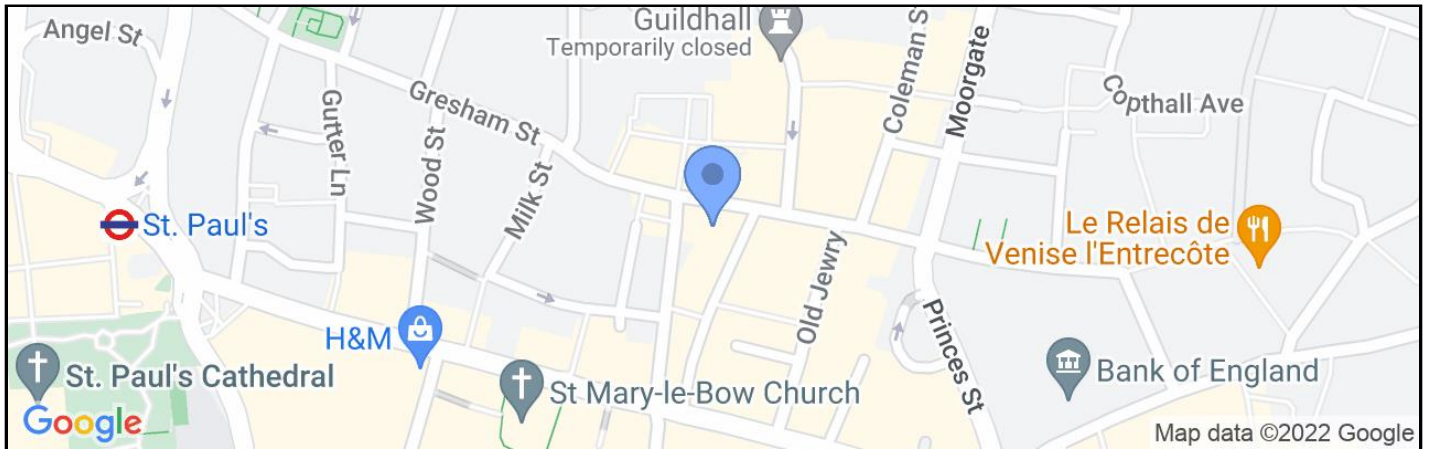 Angel St
Guildhall
Temporarily closed
Coleman S
Moorgate
Copthall Ave
Gutter Ln
Gresham St
Wood St
Milk St
St. Paul's
Le Relais de
Venise l'Entrecôte
Old Jewry
Princes St
H&M
St. Paul's Cathedral
St Mary-le-Bow Church
Bank of England
Google
Map data ©2022 Google